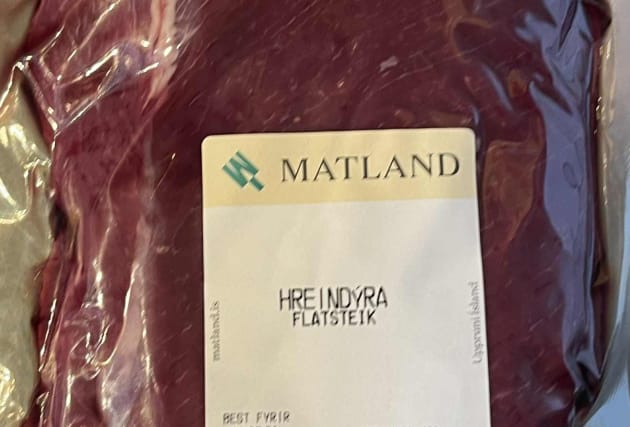 MATLAND
HREINDÝRA
FLATSTEIK
matland.is
Uppruni Ísland
BEST FYRIR